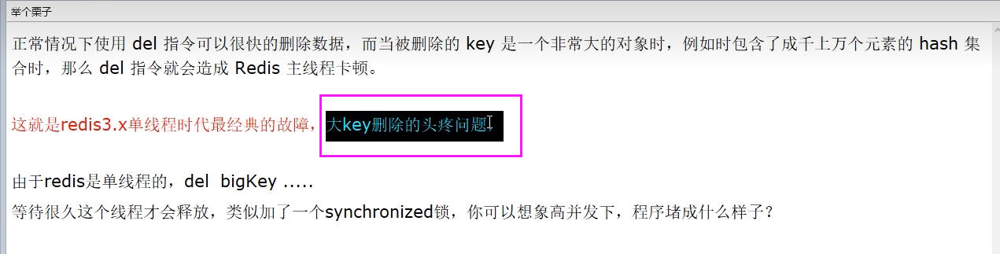 举个栗子
正常情况下使用 del 指令可以很快的删除数据，而当被删除的 key 是一个非常大的对象时，例如时包含了成千上万个元素的 hash 集
合时，那么 del 指令就会造成 Redis 主线程卡顿。
这就是redis3.x单线程时代最经典的故障，大key删除的头疼问题，
由于redis是单线程的，del bigKey .....
等待很久这个线程才会释放，类似加了一个synchronized锁，你可以想象高并发下，程序堵成什么样子？